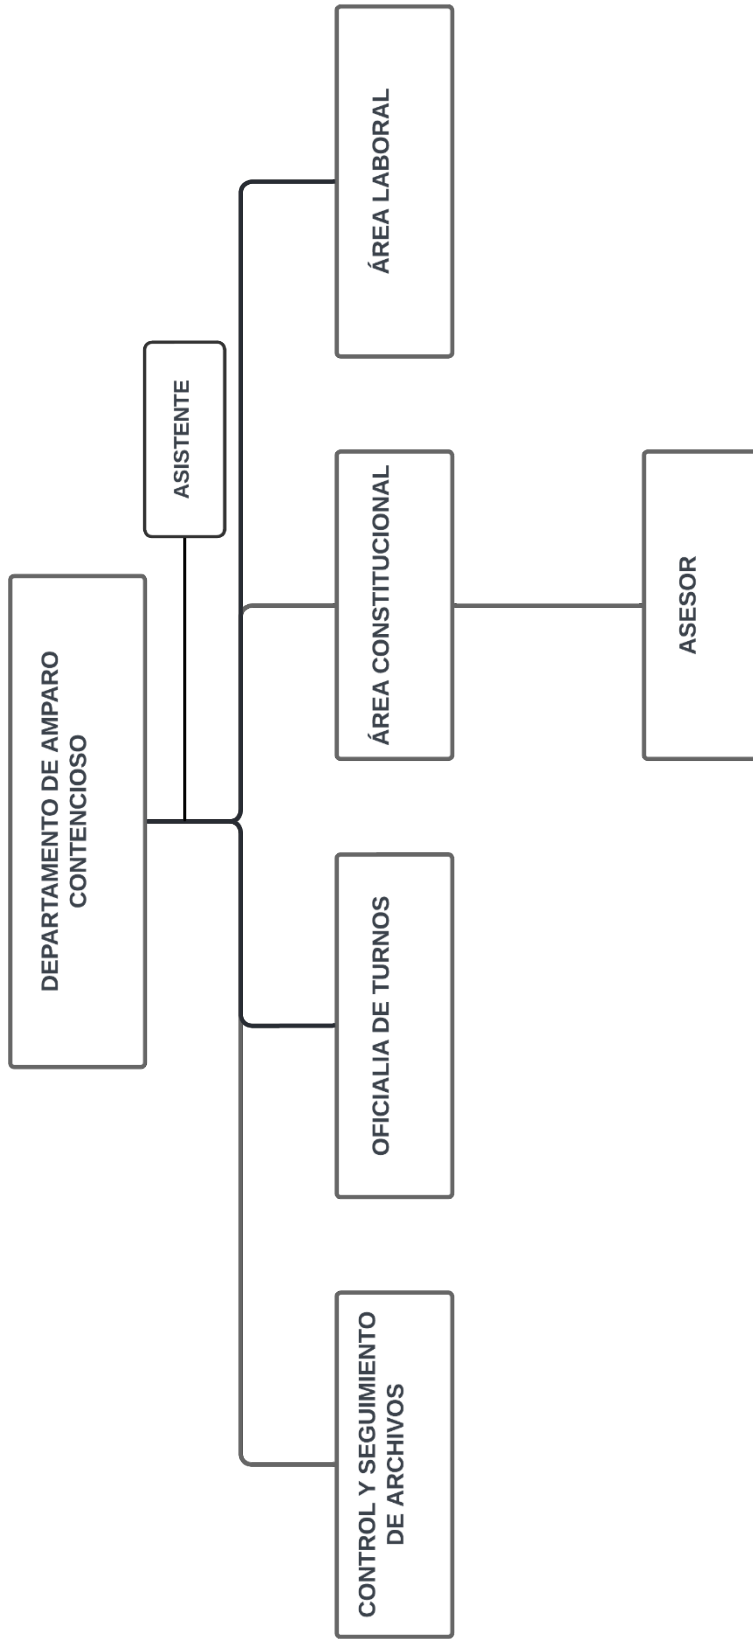 DEPARTAMENTO DE AMPARO
CONTENCIOSO
ASISTENTE
CONTROL Y SEGUIMIENTO
DE ARCHIVOS
OFICIALIA DE TURNOS
ÁREA CONSTITUCIONAL
ÁREA LABORAL
ASESOR